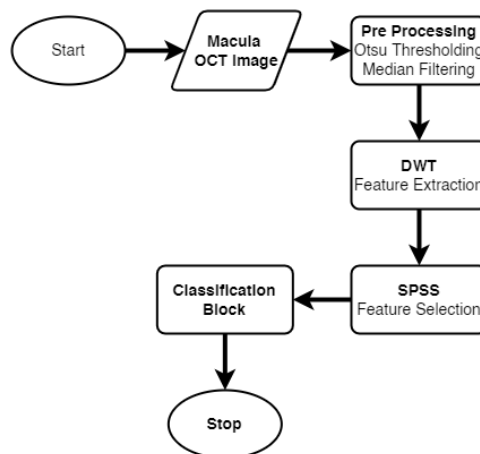 Start
Macula
OCT Image
Pre Processing
Otsu Thresholding
Median Filtering
DWT
Feature Extraction
SPSS
Feature Selection
Classification
Block
Stop